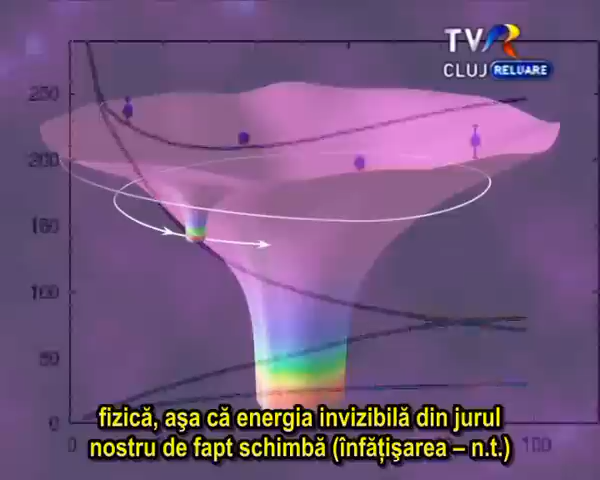 TVR
CLUJ RELUARE
250
200
150
100
50
0
0
100
fizică, aşa că energia invizibilă din jurul
nostru de fapt schimbă (înfăţişarea – n.t.)